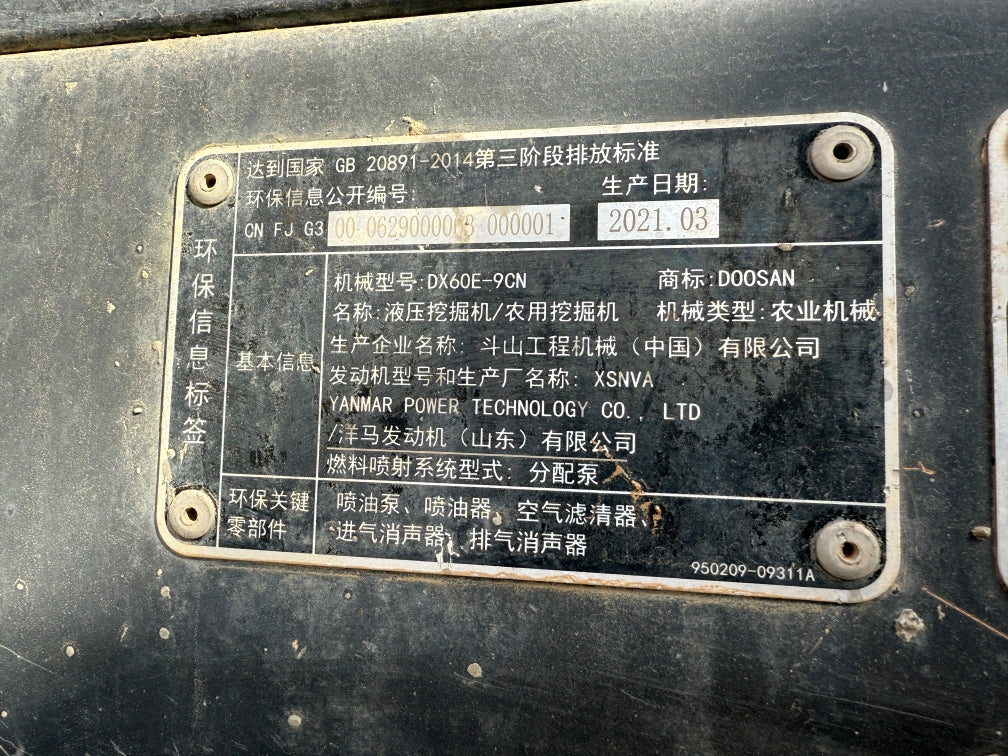 达到国家 GB 20891-2014第三阶段排放标准
环保信息公开编号:
生产日期:
CN FJ G3 00 0629000068 000001
2021.03
环保信息标签
基本信息
机械型号:DX60E-9CN
商标:DOOSAN
名称:液压挖掘机/农用挖掘机
机械类型:农业机械
生产企业名称: 斗山工程机械（中国）有限公司
发动机型号和生产厂名称: XSNVA
YANMAR POWER TECHNOLOGY CO., LTD
/洋马发动机（山东）有限公司
燃料喷射系统型式: 分配泵
环保关键
零部件
喷油泵、喷油器、空气滤清器、
进气消声器、排气消声器
950209-09311A